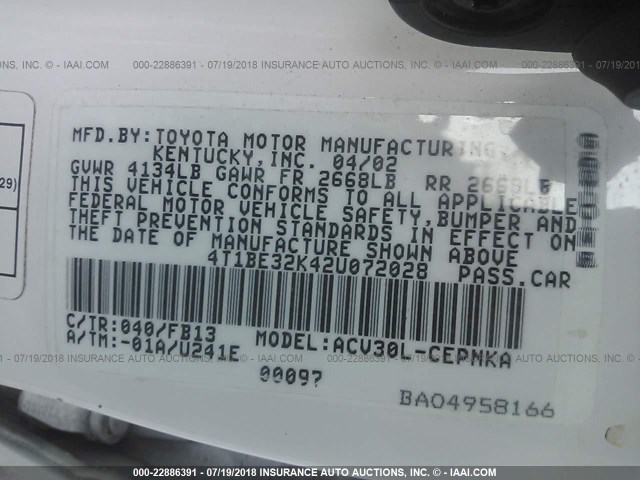 000-22886391 - 07/19/2018 - INSURANCE AUTO AUCTIONS, INC. - IAAI.COM
29)
MFD.BY:TOYOTA MOTOR MANUFACTURING,
KENTUCKY,INC. 04/02
GVWR 4134LB GAWR FR 2668LB RR 2668LB
THIS VEHICLE CONFORMS TO ALL APPLICABLE
FEDERAL MOTOR VEHICLE SAFETY,BUMPER AND
THEFT PREVENTION STANDARDS IN EFFECT ON
THE DATE OF MANUFACTURE SHOWN ABOVE
4T1BE32K42U072028 PASS.CAR
C/TR:040/FB13 MODEL:ACV30L-CEPNKA
A/TM:-01A/U241E
00097
BA04958166
000-22886391 - 07/19/2018 - INSURANCE AUTO AUCTIONS, INC. - IAAI.COM